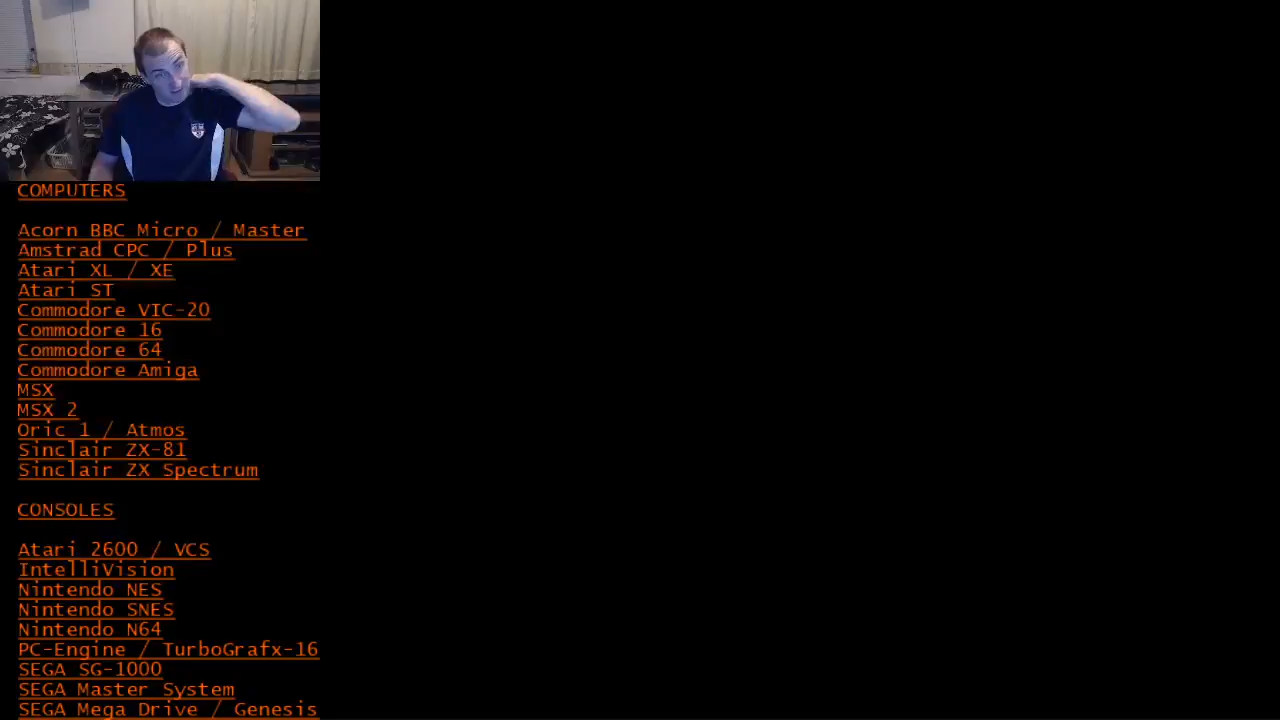 COMPUTERS
Acorn BBC Micro / Master
Amstrad CPC / Plus
Atari XL / XE
Atari ST
Commodore VIC-20
Commodore 16
Commodore 64
Commodore Amiga
MSX
MSX 2
Oric 1 / Atmos
Sinclair ZX-81
Sinclair ZX Spectrum
CONSOLES
Atari 2600 / VCS
IntelliVision
Nintendo NES
Nintendo SNES
Nintendo N64
PC-Engine / TurboGrafx-16
SEGA SG-1000
SEGA Master System
SEGA Mega Drive / Genesis